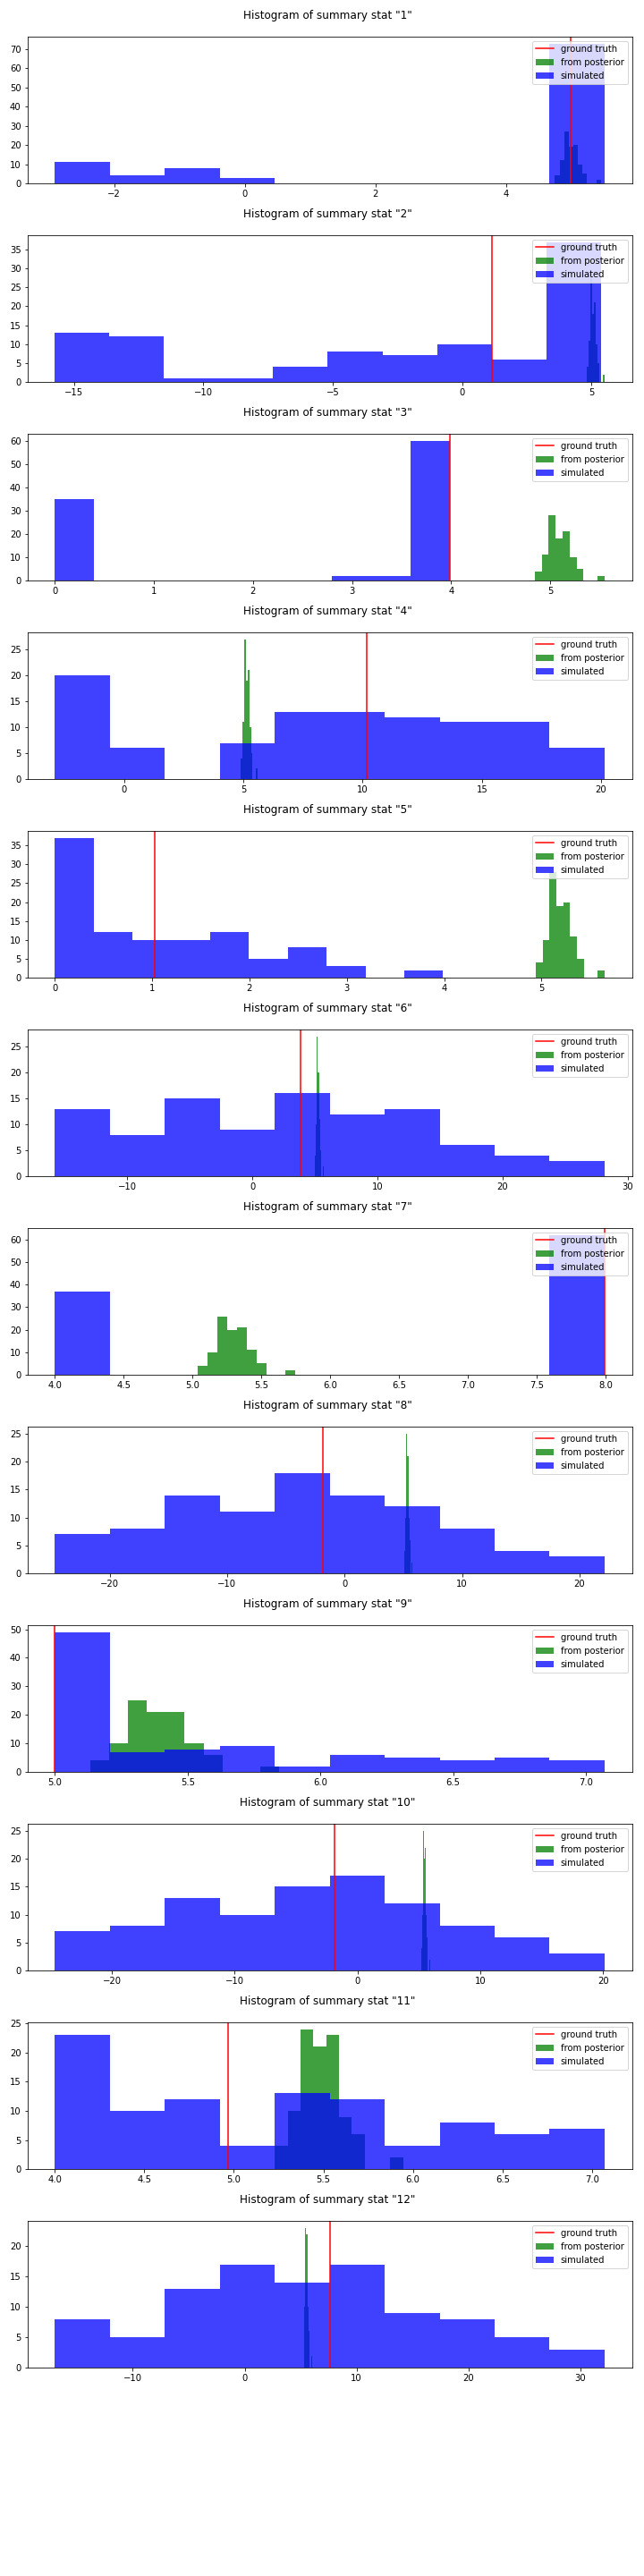 Histogram of summary stat "1"
ground truth
from posterior
simulated
70
60
50
40
30
20
10
0
−2 0 2 4
Histogram of summary stat "2"
ground truth
from posterior
simulated
35
30
25
20
15
10
5
0
−15 −10 −5 0 5
Histogram of summary stat "3"
ground truth
from posterior
simulated
60
50
40
30
20
10
0
0 1 2 3 4 5
Histogram of summary stat "4"
ground truth
from posterior
simulated
25
20
15
10
5
0
0 5 10 15 20
Histogram of summary stat "5"
ground truth
from posterior
simulated
35
30
25
20
15
10
5
0
0 1 2 3 4 5
Histogram of summary stat "6"
ground truth
from posterior
simulated
25
20
15
10
5
0
−10 0 10 20 30
Histogram of summary stat "7"
ground truth
from posterior
simulated
60
50
40
30
20
10
0
4.0 4.5 5.0 5.5 6.0 6.5 7.0 7.5 8.0
Histogram of summary stat "8"
ground truth
from posterior
simulated
25
20
15
10
5
0
−20 −10 0 10 20
Histogram of summary stat "9"
ground truth
from posterior
simulated
50
40
30
20
10
0
5.0 5.5 6.0 6.5 7.0
Histogram of summary stat "10"
ground truth
from posterior
simulated
25
20
15
10
5
0
−20 −10 0 10 20
Histogram of summary stat "11"
ground truth
from posterior
simulated
25
20
15
10
5
0
4.0 4.5 5.0 5.5 6.0 6.5 7.0
Histogram of summary stat "12"
ground truth
from posterior
simulated
20
15
10
5
0
−10 0 10 20 30